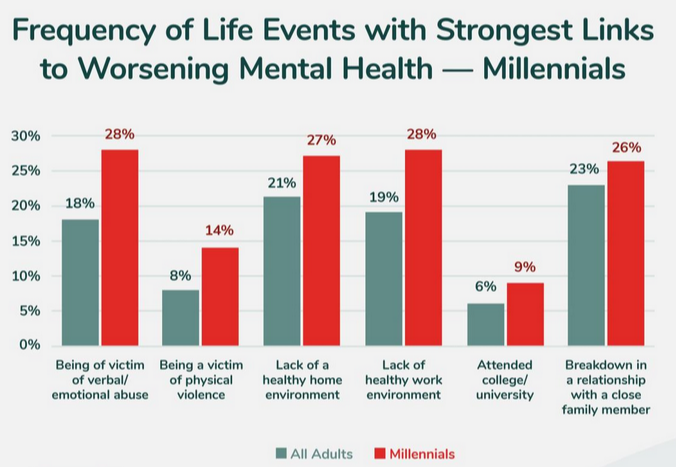 Frequency of Life Events with Strongest Links
to Worsening Mental Health — Millennials
30%
25%
20%
15%
10%
5%
0%
18%
28%
8%
14%
21%
27%
19%
28%
6%
9%
23%
26%
Being of victim
of verbal/
emotional abuse
Being a victim
of physical
violence
Lack of a
healthy home
environment
Lack of
healthy work
environment
Attended
college/
university
Breakdown in
a relationship
with a close
family member
All Adults
Millennials